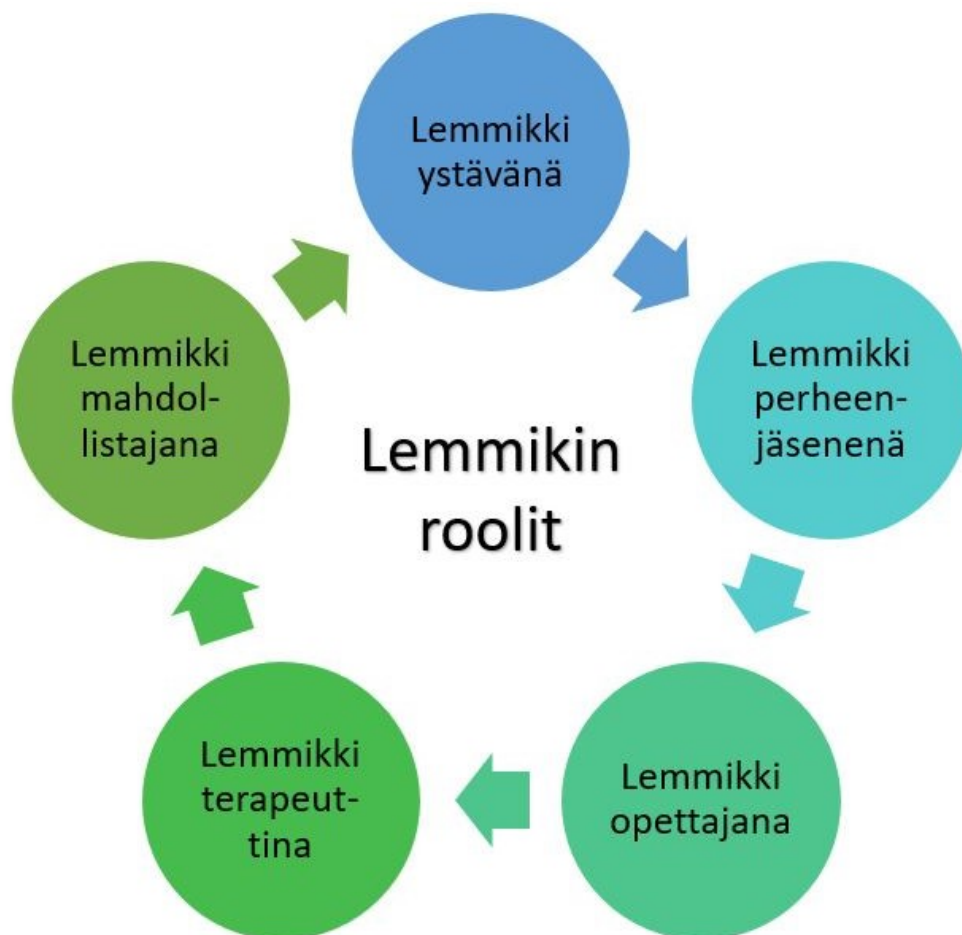 Lemmikki
ystävänä
Lemmikki
perheen-
jäsenenä
Lemmikki
opettajana
Lemmikki
terapeut-
tina
Lemmikki
mahdol-
listajana
Lemmikin
roolit